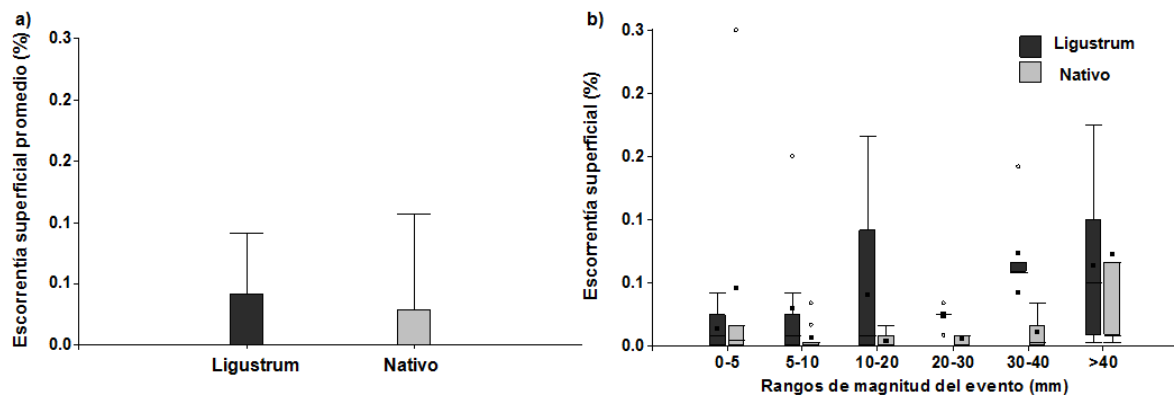 a)
Escorrentía superficial promedio (%)
0.3
0.2
0.2
0.1
0.1
0.0
Ligustrum
Nativo
b)
Escorrentía superficial (%)
0.3
0.2
0.2
0.1
0.1
0.0
Ligustrum
Nativo
0-5
5-10
10-20
20-30
30-40
>40
Rangos de magnitud del evento (mm)